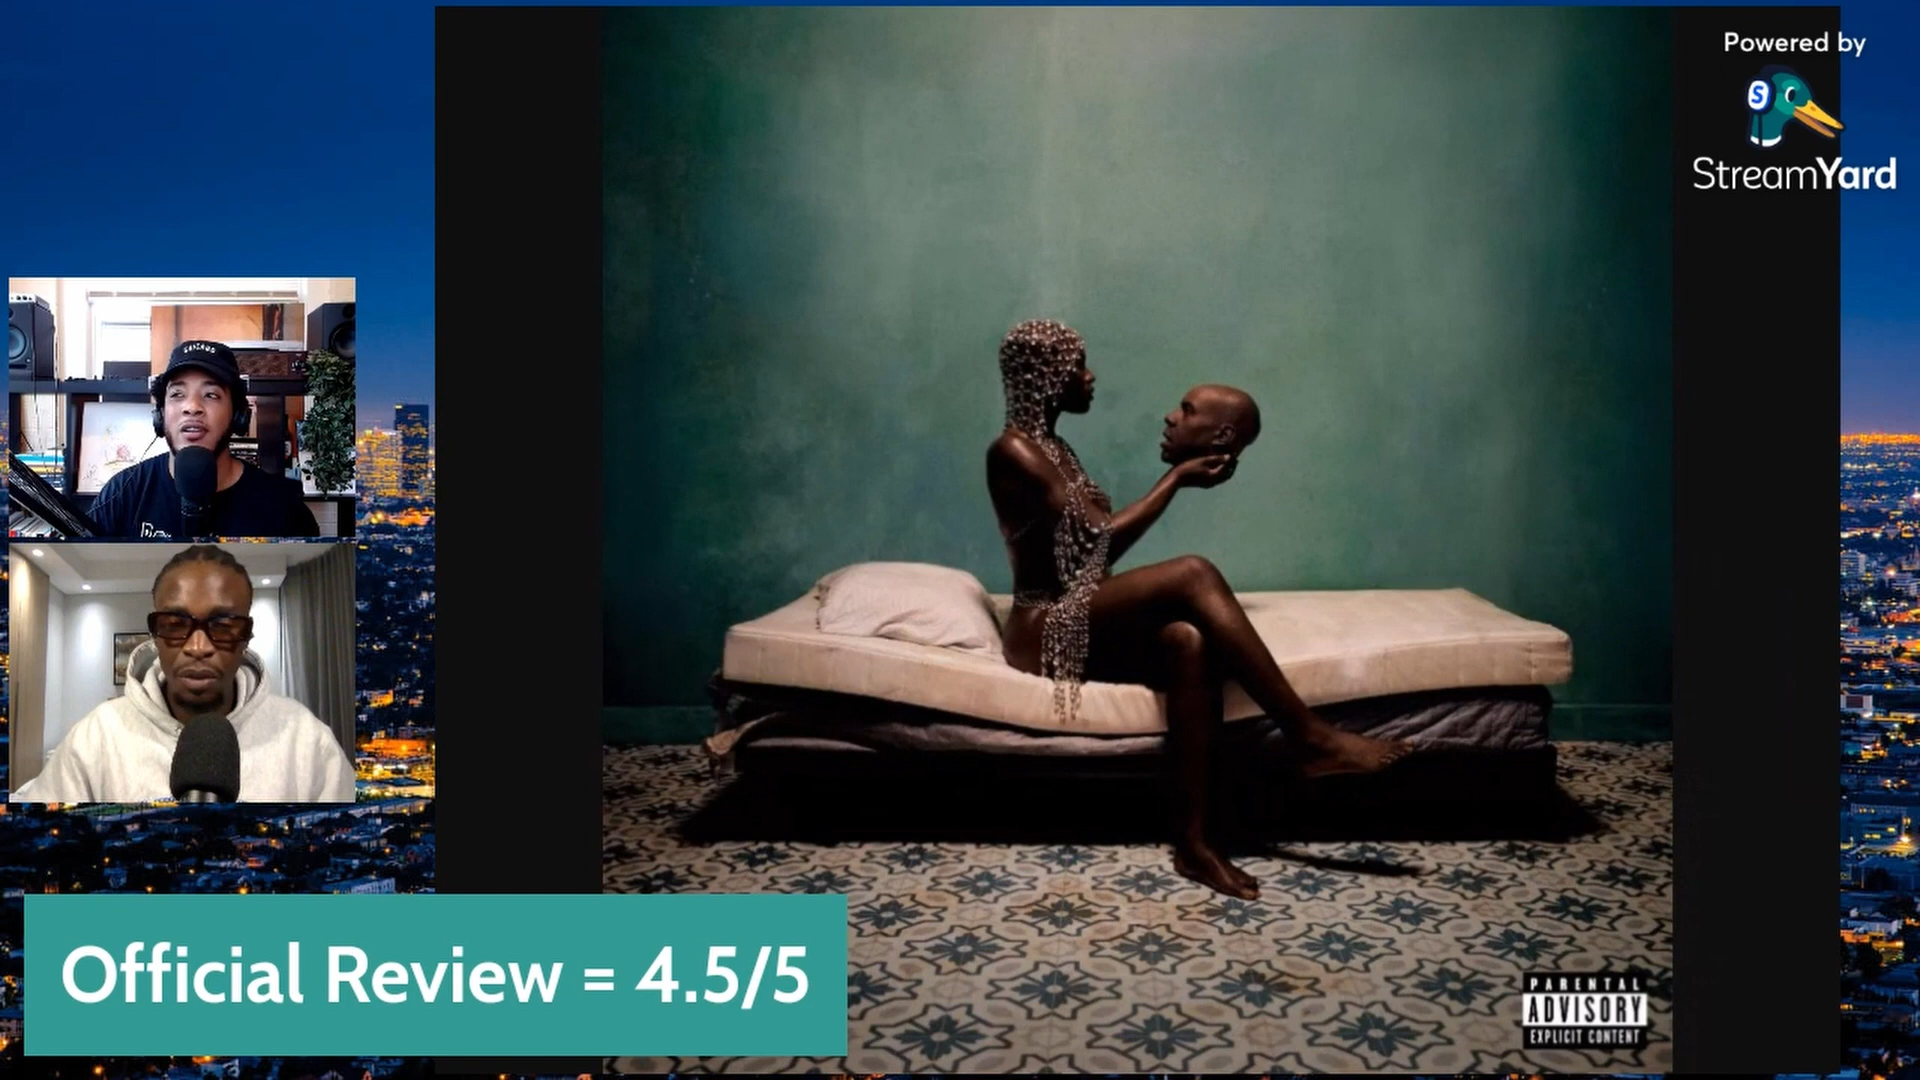 Powered by
S
StreamYard
Official Review = 4.5/5
PARENTAL
ADVISORY
EXPLICIT CONTENT